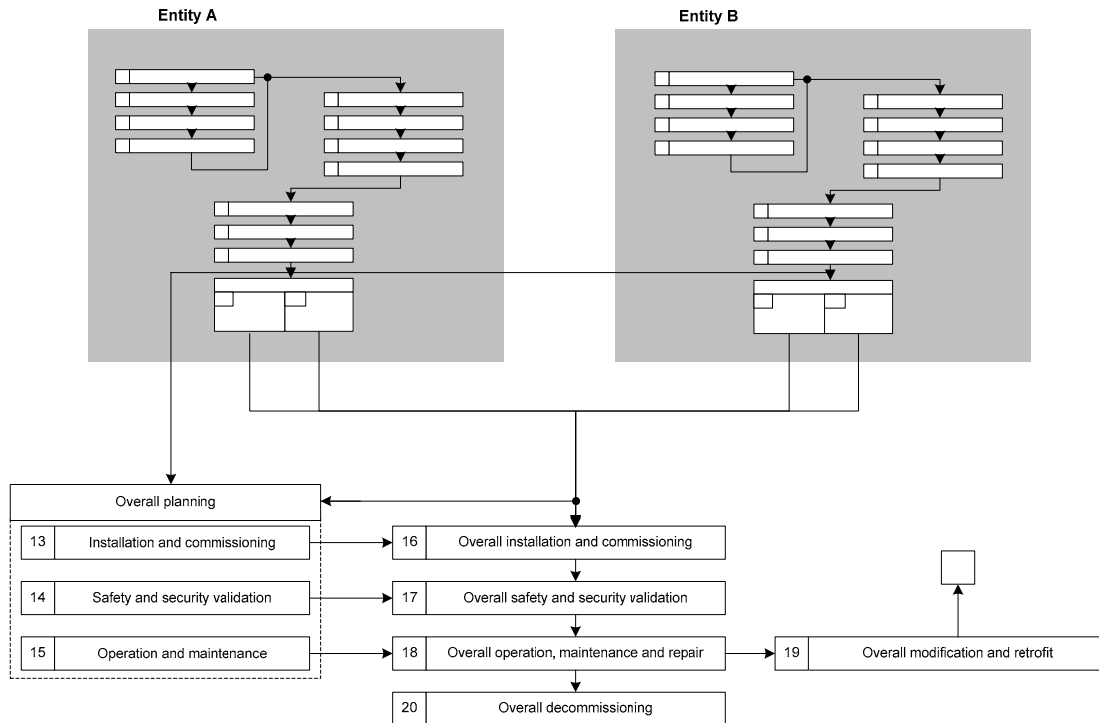 Entity A
Entity B
Overall planning
13 Installation and commissioning
16 Overall installation and commissioning
14 Safety and security validation
17 Overall safety and security validation
15 Operation and maintenance
18 Overall operation, maintenance and repair
19 Overall modification and retrofit
20 Overall decommissioning